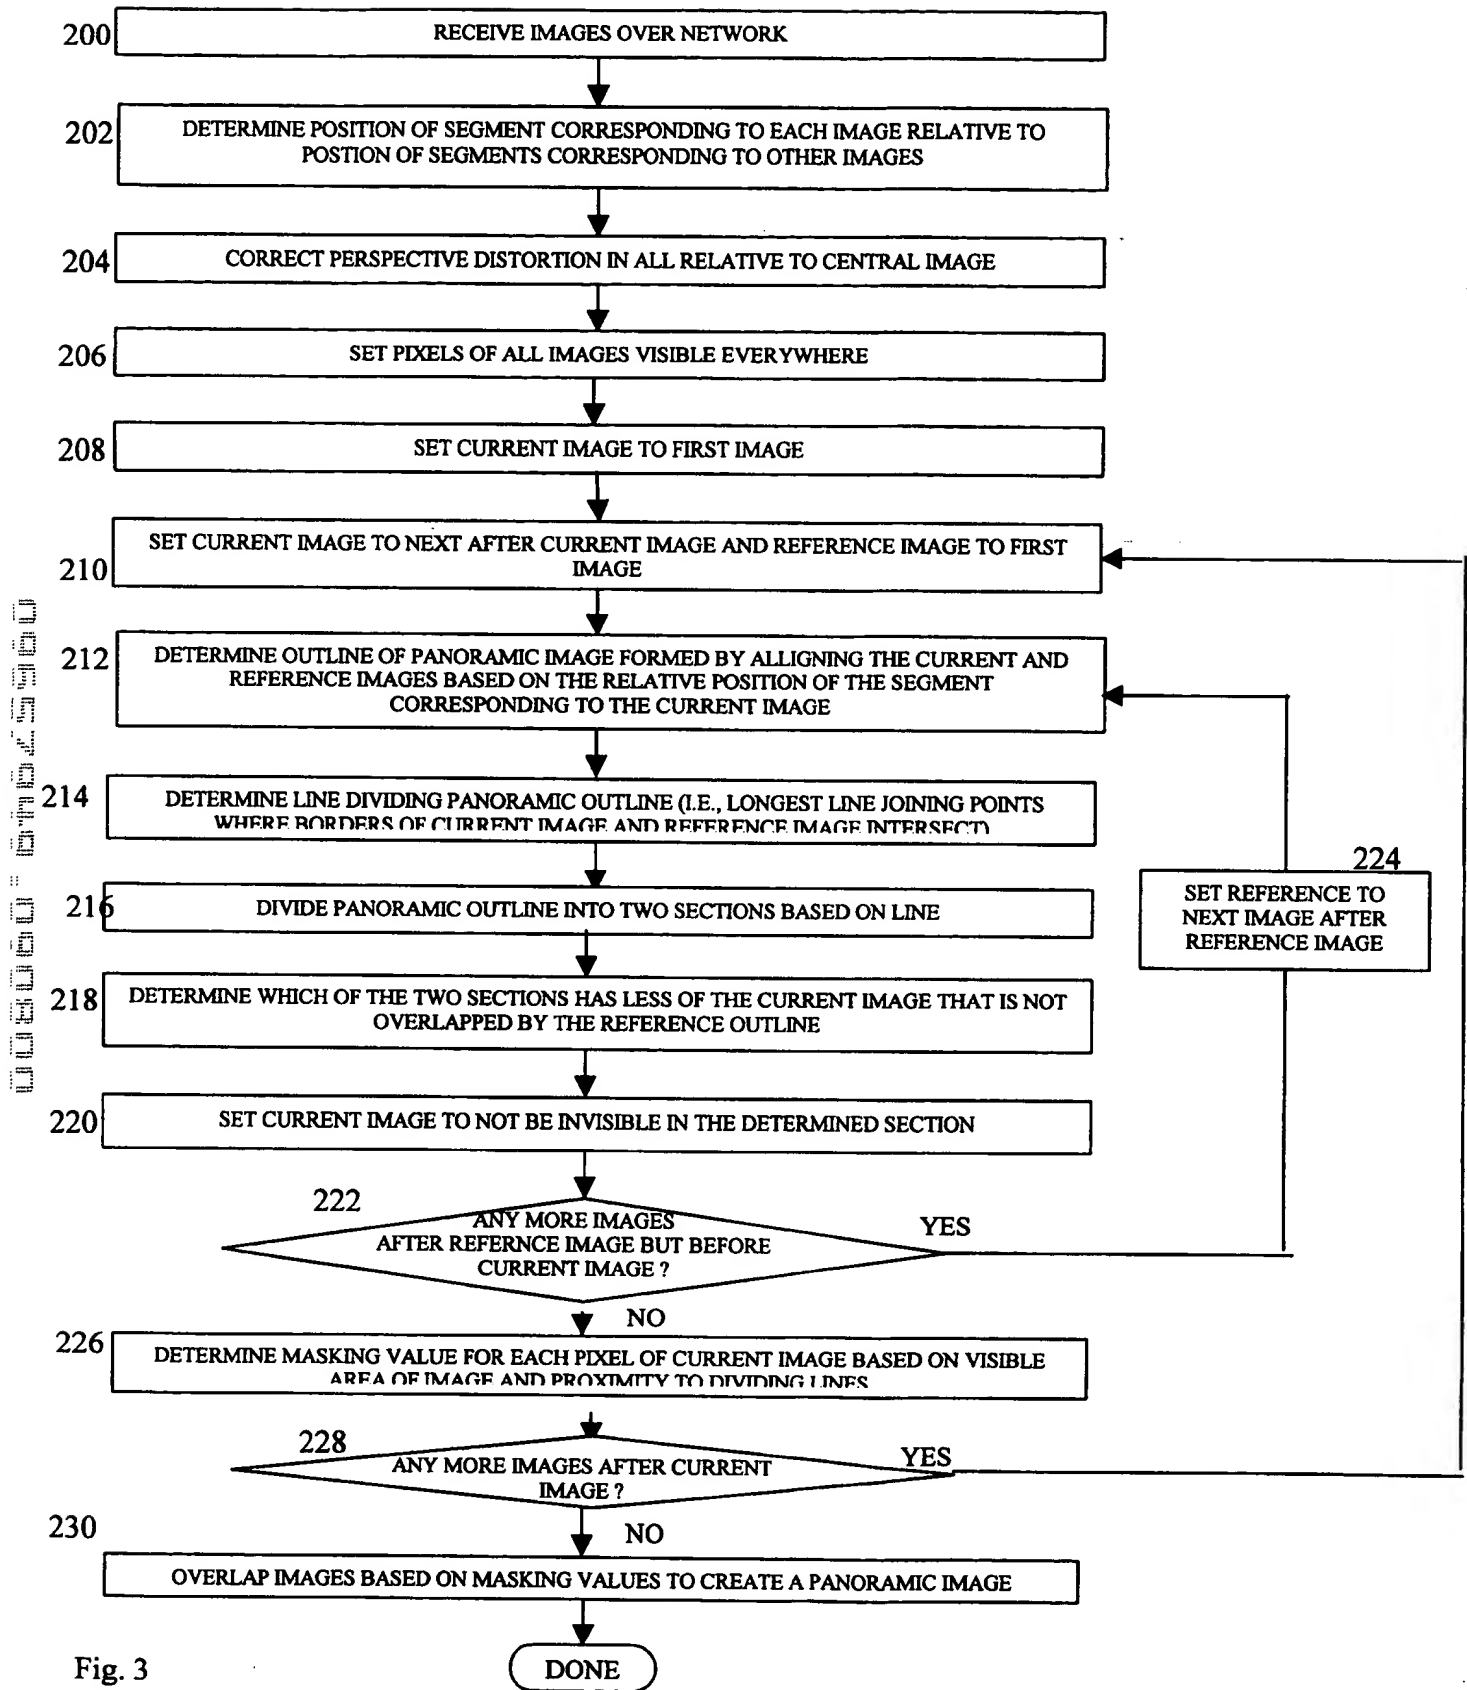 200
RECEIVE IMAGES OVER NETWORK
202
DETERMINE POSITION OF SEGMENT CORRESPONDING TO EACH IMAGE RELATIVE TO
POSTION OF SEGMENTS CORRESPONDING TO OTHER IMAGES
204
CORRECT PERSPECTIVE DISTORTION IN ALL RELATIVE TO CENTRAL IMAGE
206
SET PIXELS OF ALL IMAGES VISIBLE EVERYWHERE
208
SET CURRENT IMAGE TO FIRST IMAGE
210
SET CURRENT IMAGE TO NEXT AFTER CURRENT IMAGE AND REFERENCE IMAGE TO FIRST
IMAGE
212
DETERMINE OUTLINE OF PANORAMIC IMAGE FORMED BY ALLIGNING THE CURRENT AND
REFERENCE IMAGES BASED ON THE RELATIVE POSITION OF THE SEGMENT
CORRESPONDING TO THE CURRENT IMAGE
214
DETERMINE LINE DIVIDING PANORAMIC OUTLINE (I.E., LONGEST LINE JOINING POINTS
WHERE BORDERS OF CURRENT IMAGE AND REFERENCE IMAGE INTERSECT)
216
DIVIDE PANORAMIC OUTLINE INTO TWO SECTIONS BASED ON LINE
218
DETERMINE WHICH OF THE TWO SECTIONS HAS LESS OF THE CURRENT IMAGE THAT IS NOT
OVERLAPPED BY THE REFERENCE OUTLINE
220
SET CURRENT IMAGE TO NOT BE INVISIBLE IN THE DETERMINED SECTION
222
ANY MORE IMAGES
AFTER REFERNCE IMAGE BUT BEFORE
CURRENT IMAGE ?
YES
224
SET REFERENCE TO
NEXT IMAGE AFTER
REFERENCE IMAGE
NO
226
DETERMINE MASKING VALUE FOR EACH PIXEL OF CURRENT IMAGE BASED ON VISIBLE
AREA OF IMAGE AND PROXIMITY TO DIVIDING LINES
228
ANY MORE IMAGES AFTER CURRENT
IMAGE ?
YES
NO
230
OVERLAP IMAGES BASED ON MASKING VALUES TO CREATE A PANORAMIC IMAGE
DONE
Fig. 3